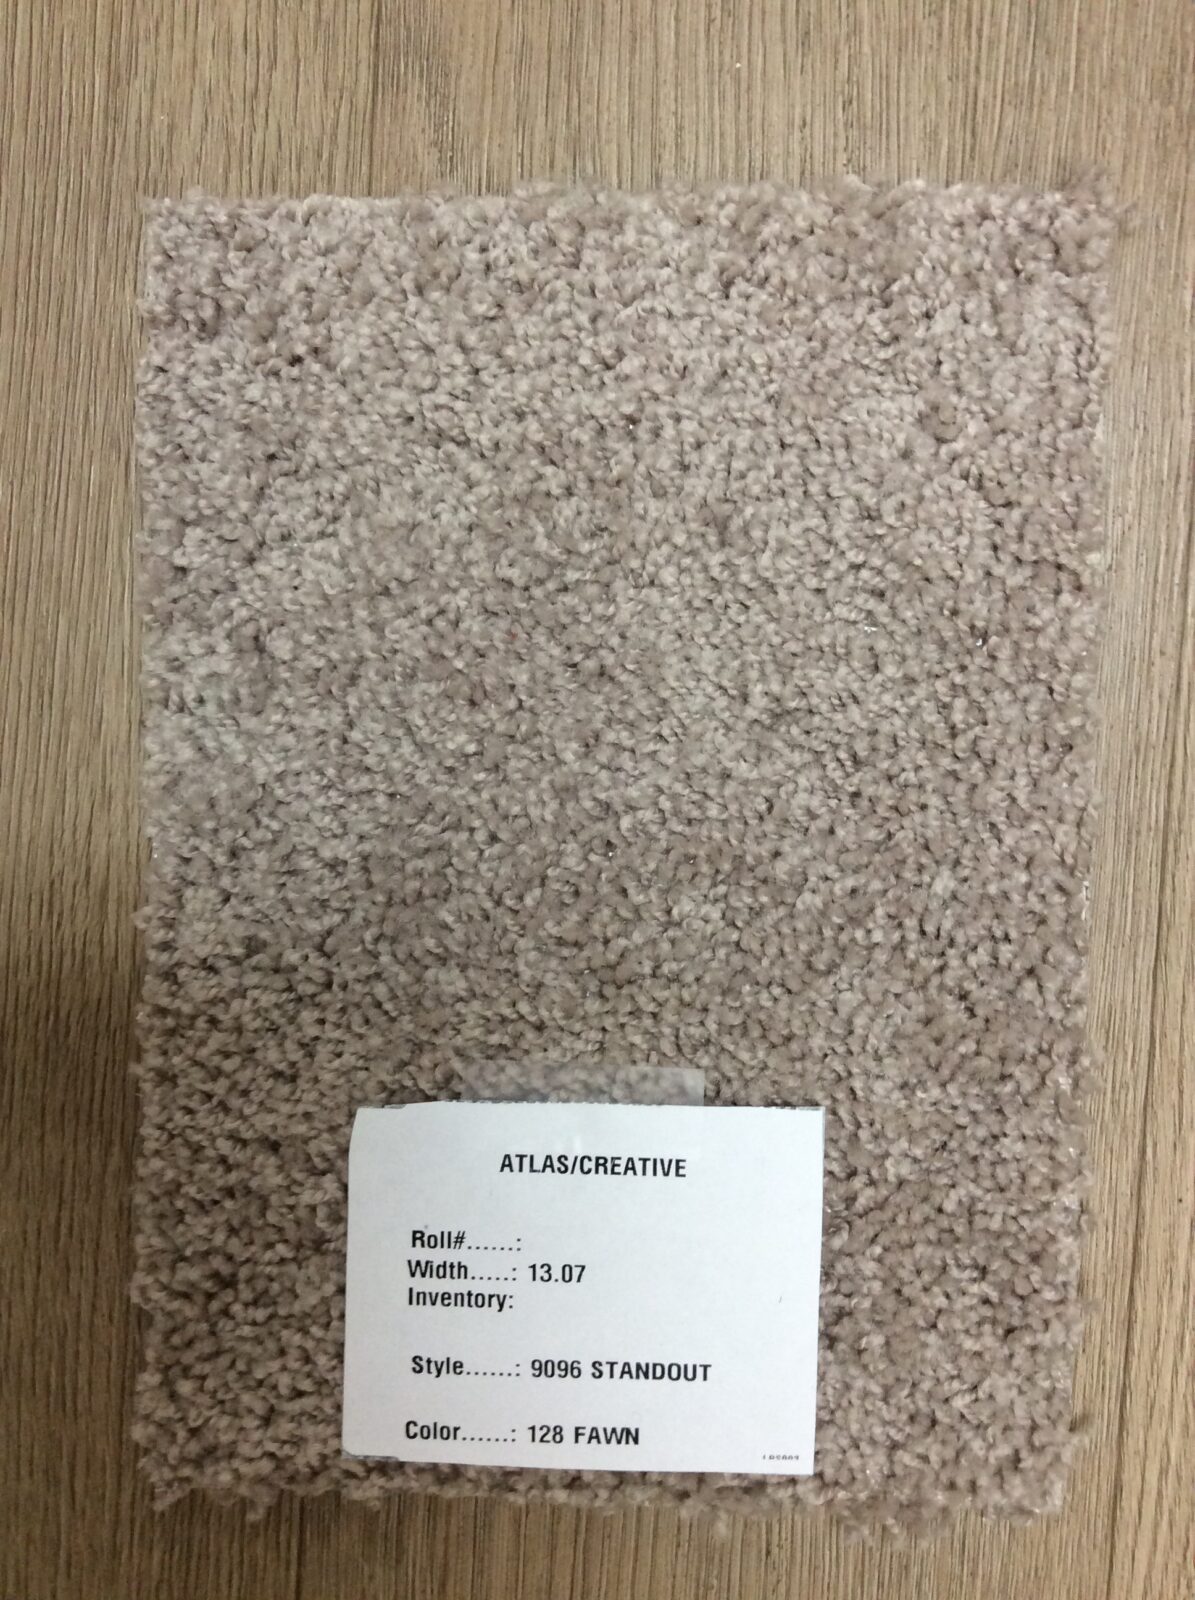 ATLAS/CREATIVE
Roll#......:
Width.....: 13.07
Inventory:
Style......: 9096 STANDOUT
Color......: 128 FAWN